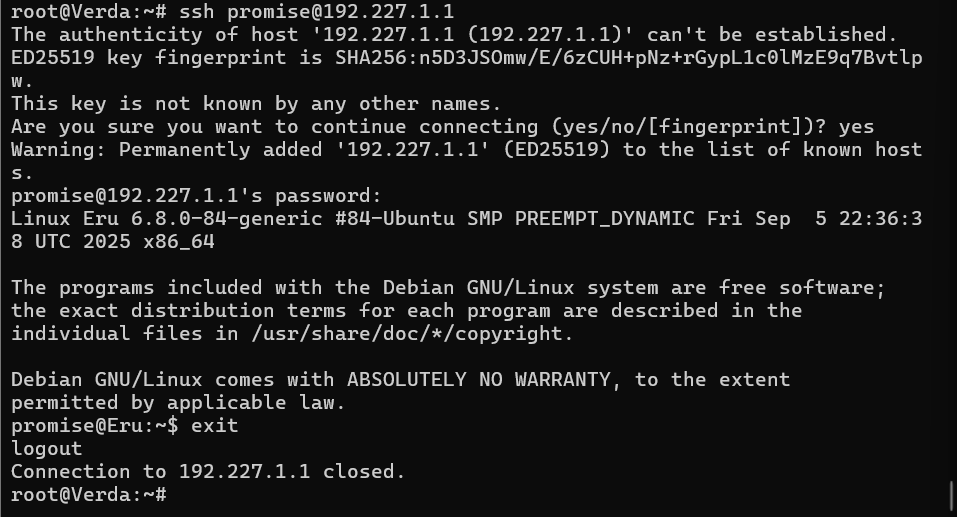 root@Verda:~# ssh promise@192.227.1.1
The authenticity of host '192.227.1.1 (192.227.1.1)' can't be established.
ED25519 key fingerprint is SHA256:n5D3JSOmw/E/6zCUH+pNz+rGypL1c0lMzE9q7Bvtlp
w.
This key is not known by any other names.
Are you sure you want to continue connecting (yes/no/[fingerprint])? yes
Warning: Permanently added '192.227.1.1' (ED25519) to the list of known host
s.
promise@192.227.1.1's password:
Linux Eru 6.8.0-84-generic #84-Ubuntu SMP PREEMPT_DYNAMIC Fri Sep  5 22:36:3
8 UTC 2025 x86_64

The programs included with the Debian GNU/Linux system are free software;
the exact distribution terms for each program are described in the
individual files in /usr/share/doc/*/copyright.

Debian GNU/Linux comes with ABSOLUTELY NO WARRANTY, to the extent
permitted by applicable law.
promise@Eru:~$ exit
logout
Connection to 192.227.1.1 closed.
root@Verda:~#